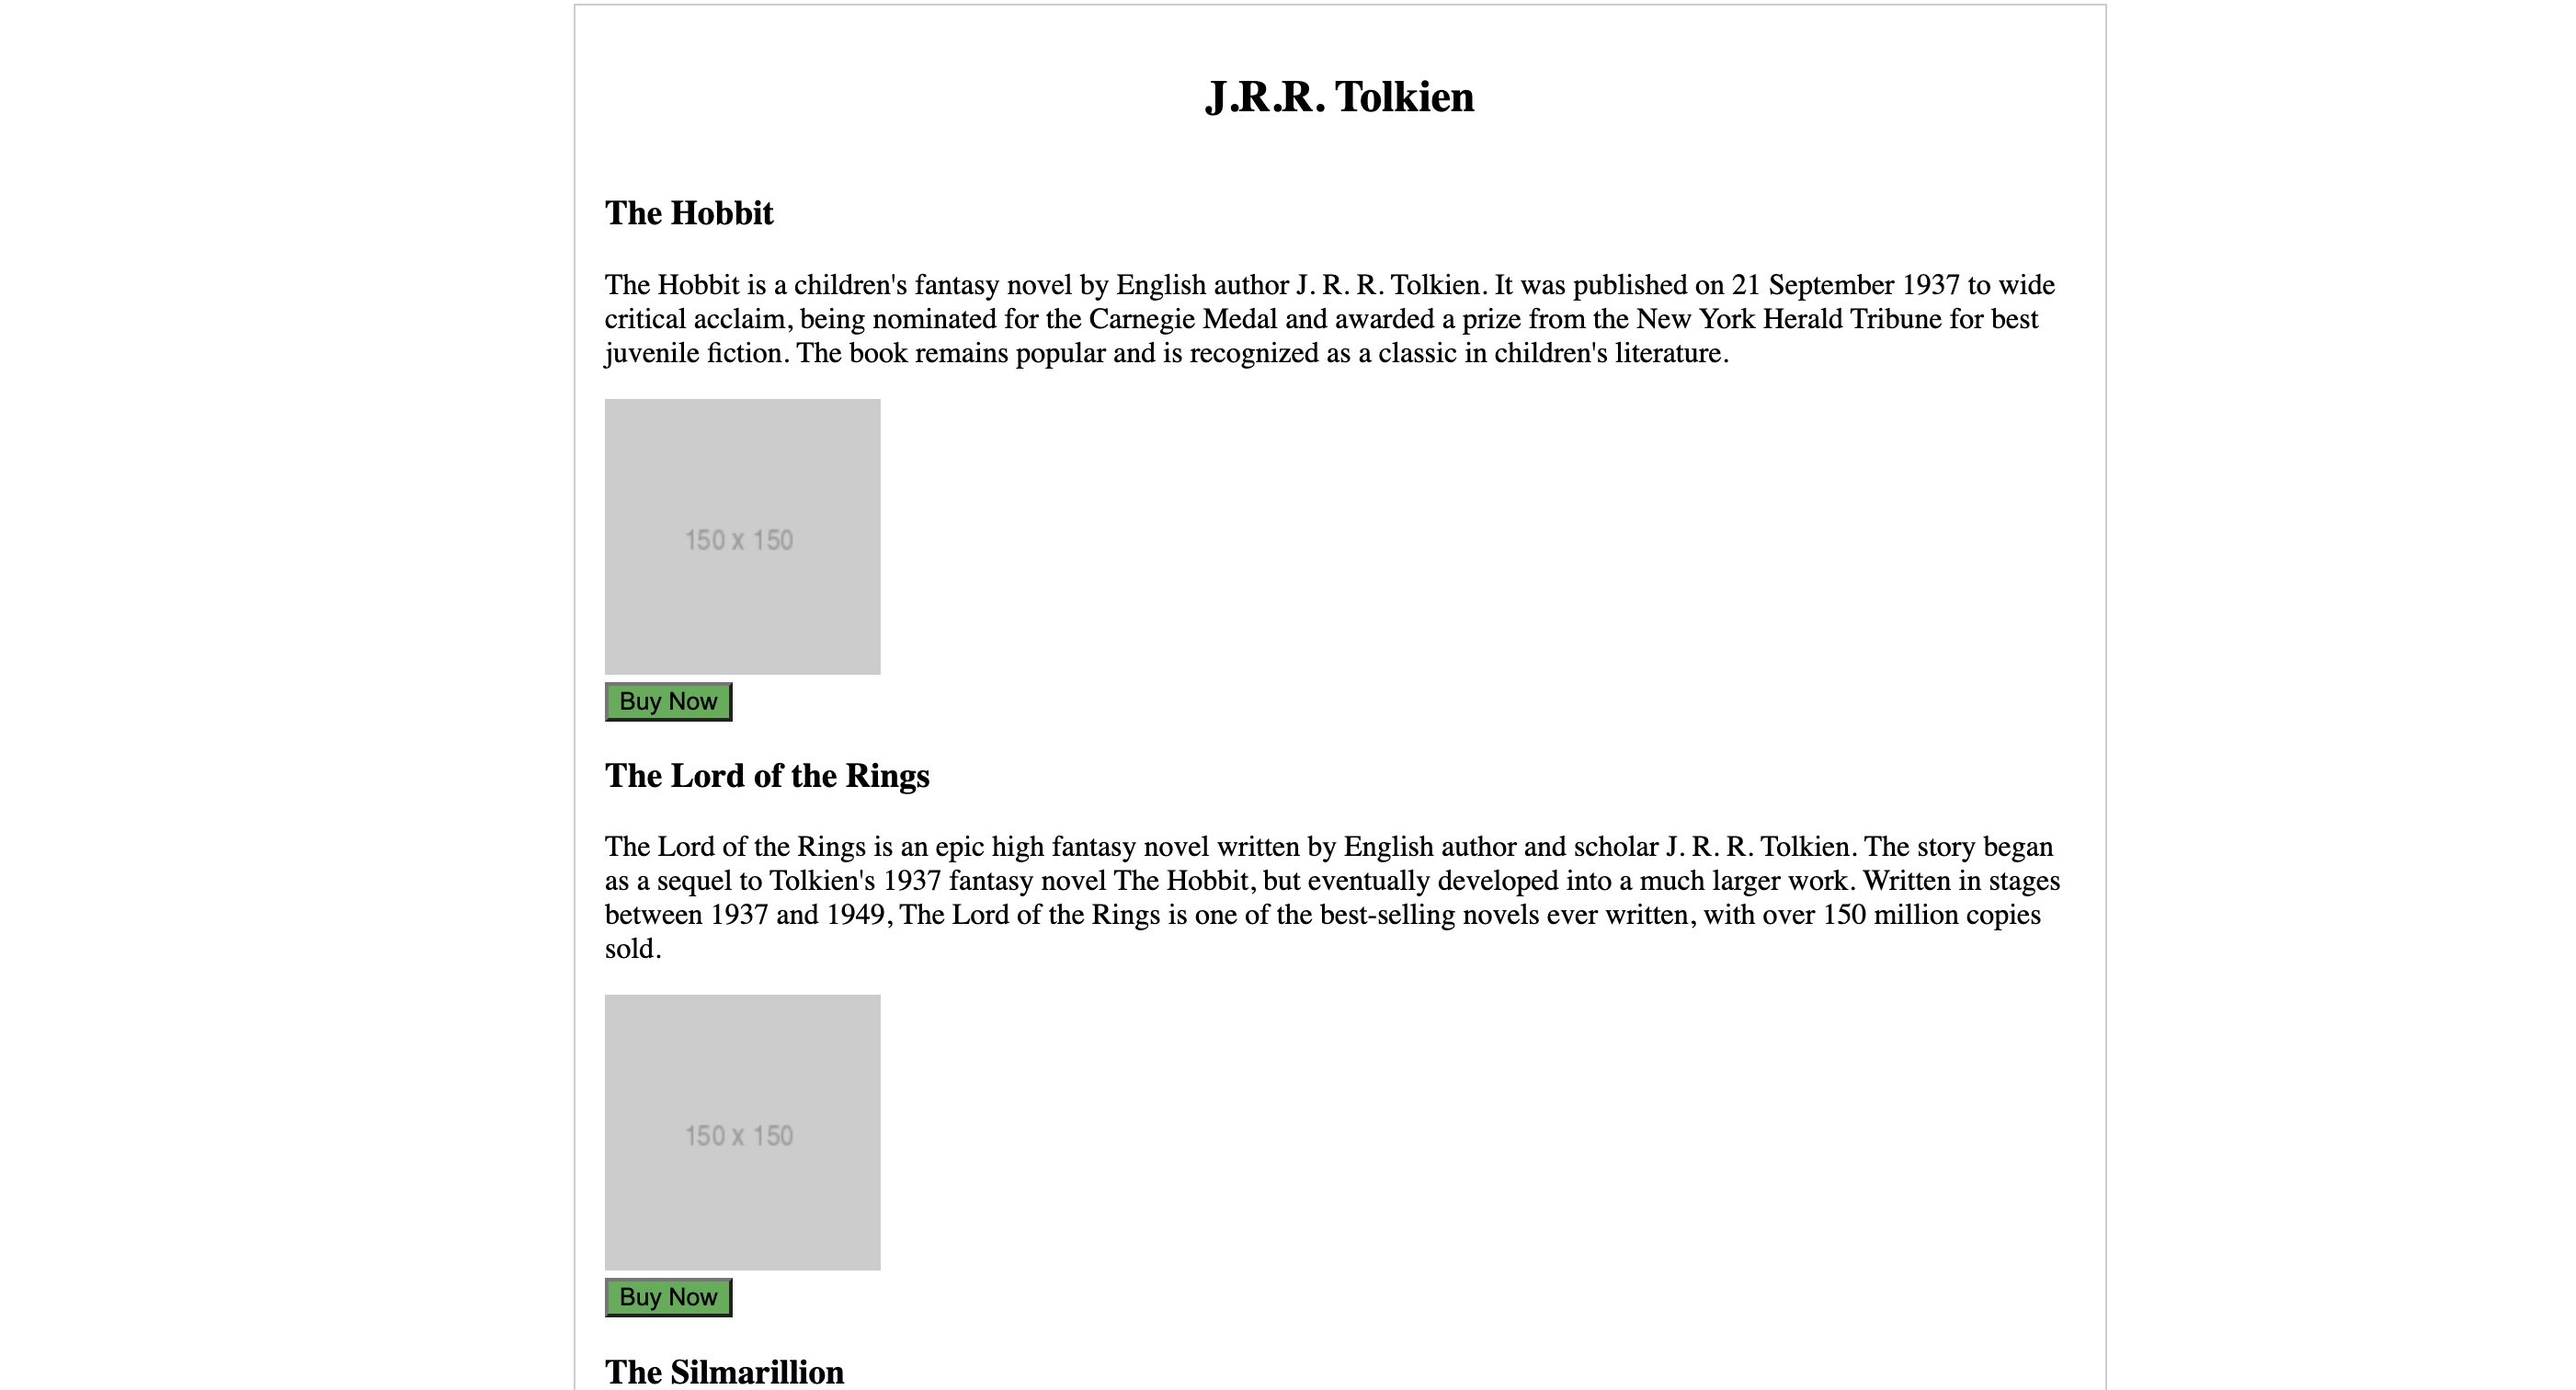 J.R.R. Tolkien
The Hobbit
The Hobbit is a children's fantasy novel by English author J. R. R. Tolkien. It was published on 21 September 1937 to wide
critical acclaim, being nominated for the Carnegie Medal and awarded a prize from the New York Herald Tribune for best
juvenile fiction. The book remains popular and is recognized as a classic in children's literature.
150 x 150
Buy Now
The Lord of the Rings
The Lord of the Rings is an epic high fantasy novel written by English author and scholar J. R. R. Tolkien. The story began
as a sequel to Tolkien's 1937 fantasy novel The Hobbit, but eventually developed into a much larger work. Written in stages
between 1937 and 1949, The Lord of the Rings is one of the best-selling novels ever written, with over 150 million copies
sold.
150 x 150
Buy Now
The Silmarillion